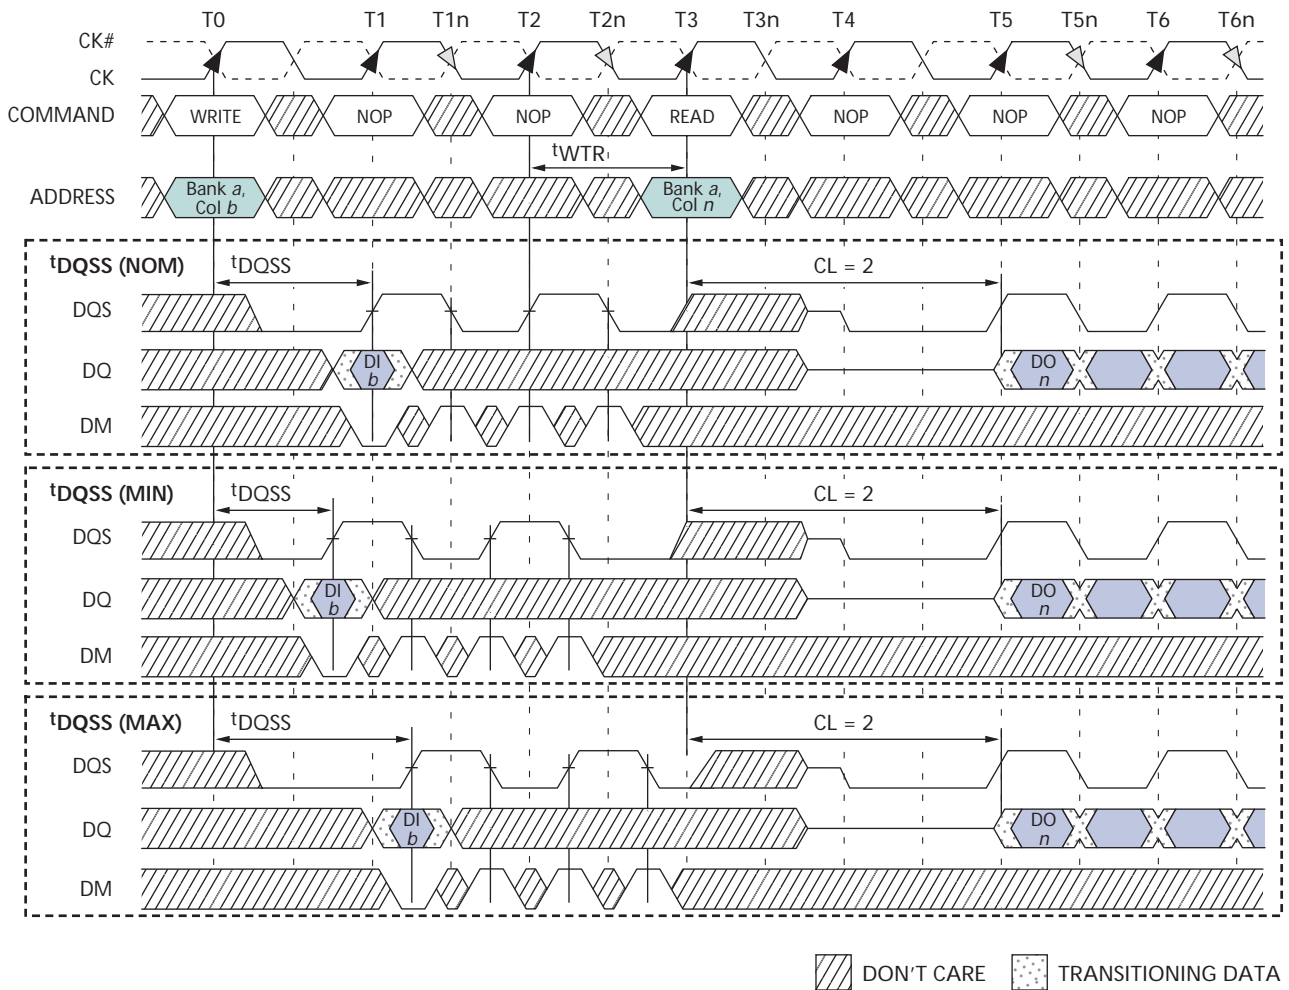 T0 T1 T1n T2 T2n T3 T3n T4 T5 T5n T6 T6n
CK#
CK
COMMAND WRITE NOP NOP READ NOP NOP NOP
tWTR
ADDRESS Bank a, Col b Bank a, Col n
tDQSS (NOM) tDQSS CL = 2
DQS
DQ DI b DO n
DM
tDQSS (MIN) tDQSS CL = 2
DQS
DQ DI b DO n
DM
tDQSS (MAX) tDQSS CL = 2
DQS
DQ DI b DO n
DM
DON'T CARE TRANSITIONING DATA